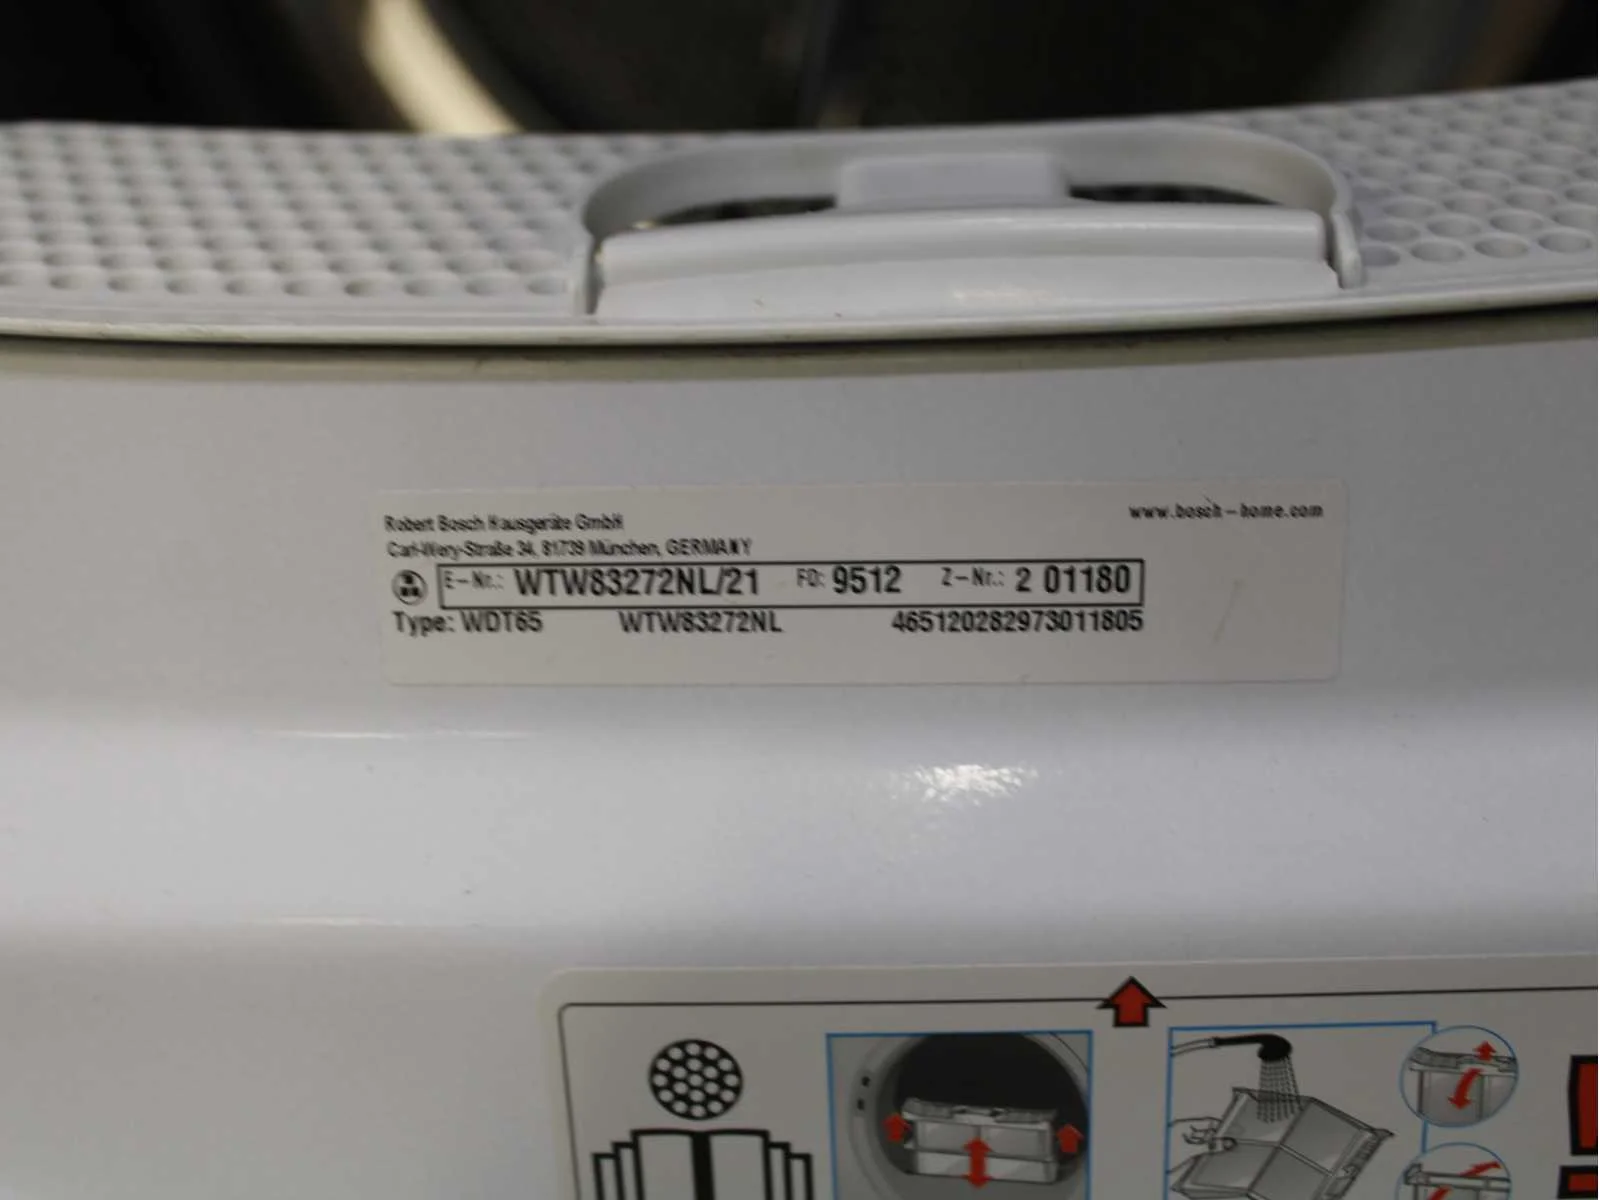 Robert Bosch Hausgeräte GmbH
www.bosch-home.com
Carl-Wery-Straße 34, 81739 München, GERMANY
E-Nr.: WTW83272NL/21 FD: 9512 Z-Nr.: 2 01180
Type: WDT65 WTW83272NL 465120282973011805